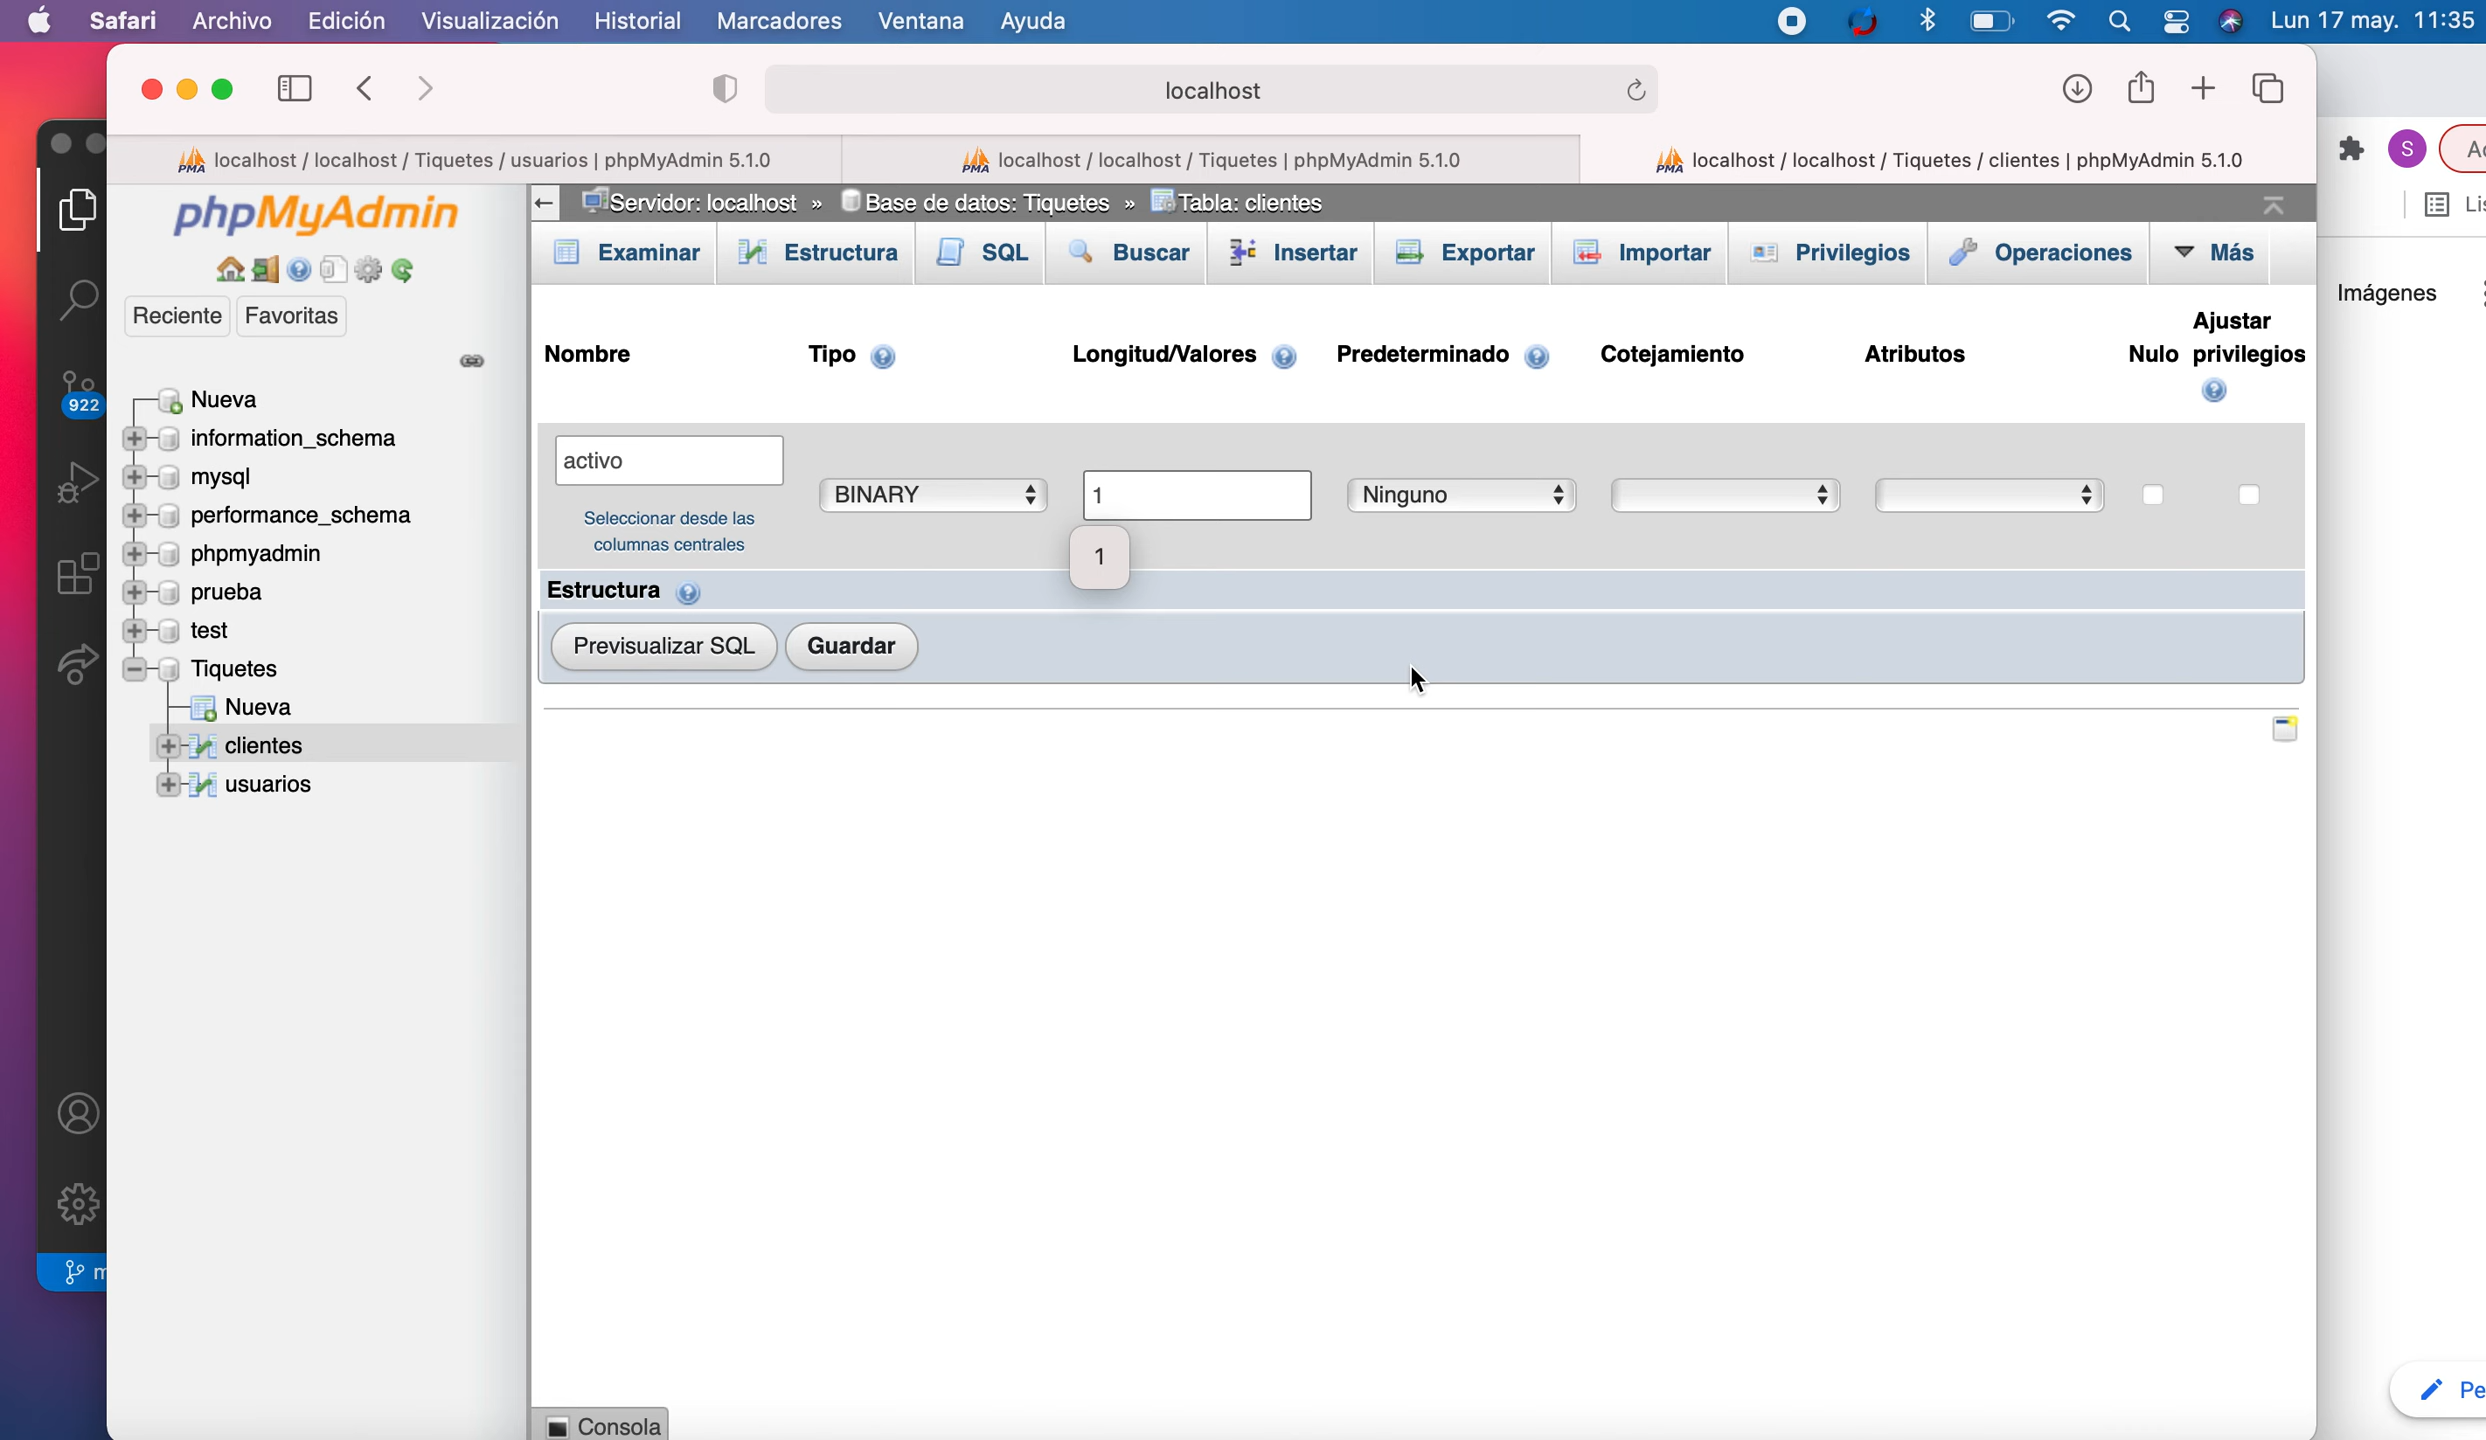 Safari Archivo Edición Visualización Historial Marcadores Ventana Ayuda Lun 17 may. 11:35
localhost
localhost / localhost / Tiquetes / usuarios | phpMyAdmin 5.1.0
localhost / localhost / Tiquetes | phpMyAdmin 5.1.0
localhost / localhost / Tiquetes / clientes | phpMyAdmin 5.1.0
S
phpMyAdmin
Servidor: localhost » Base de datos: Tiquetes » Tabla: clientes
Examinar Estructura SQL Buscar Insertar Exportar Importar Privilegios Operaciones Más
Reciente Favoritas
Imágenes
Nombre Tipo Longitud/Valores Predeterminado Cotejamiento Atributos Nulo Ajustar privilegios
922
Nueva
information_schema
mysql
performance_schema
phpmyadmin
prueba
test
Tiquetes
Nueva
clientes
usuarios
activo
BINARY 1 Ninguno
Seleccionar desde las
columnas centrales
1
Estructura
Previsualizar SQL Guardar
Consola